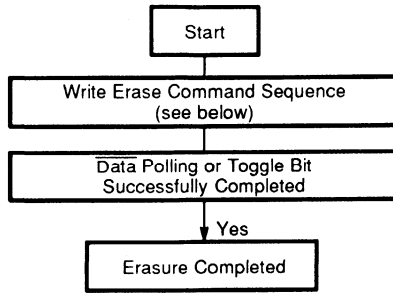 Start
Write Erase Command Sequence
(see below)
Data Polling or Toggle Bit
Successfully Completed
Yes
Erasure Completed